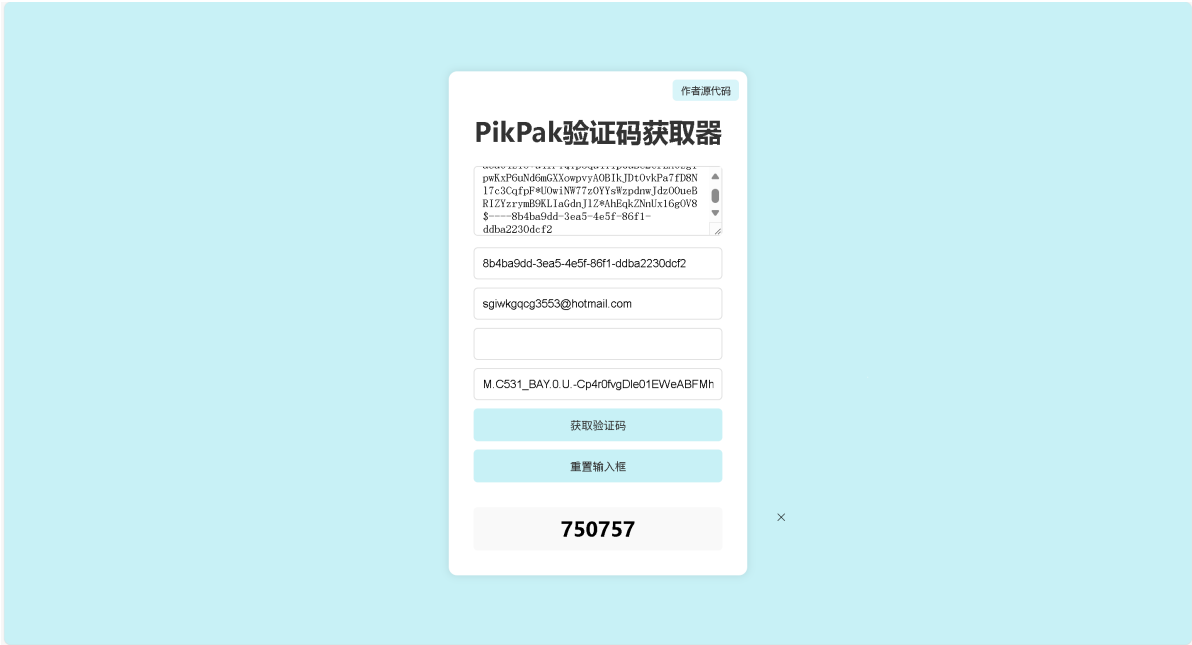 作者源代码
PikPak验证码获取器
pwKxP6uNd6mGXXowpvyAOBIkJDtOvkPa7fD8N
17c3CqfpF*UOwiNW77zOYYsWzpdnwJdzOOueB
RIZYzrymB9KLIaGdnJlZ*AhEqkZNnUx16gOV8
$----8b4ba9dd-3ea5-4e5f-86f1-
ddba2230dcf2
8b4ba9dd-3ea5-4e5f-86f1-ddba2230dcf2
sgiwkgqcg3553@hotmail.com
M.C531_BAY.0.U.-Cp4r0fvgDle01EWeABFMh
获取验证码
重置输入框
750757